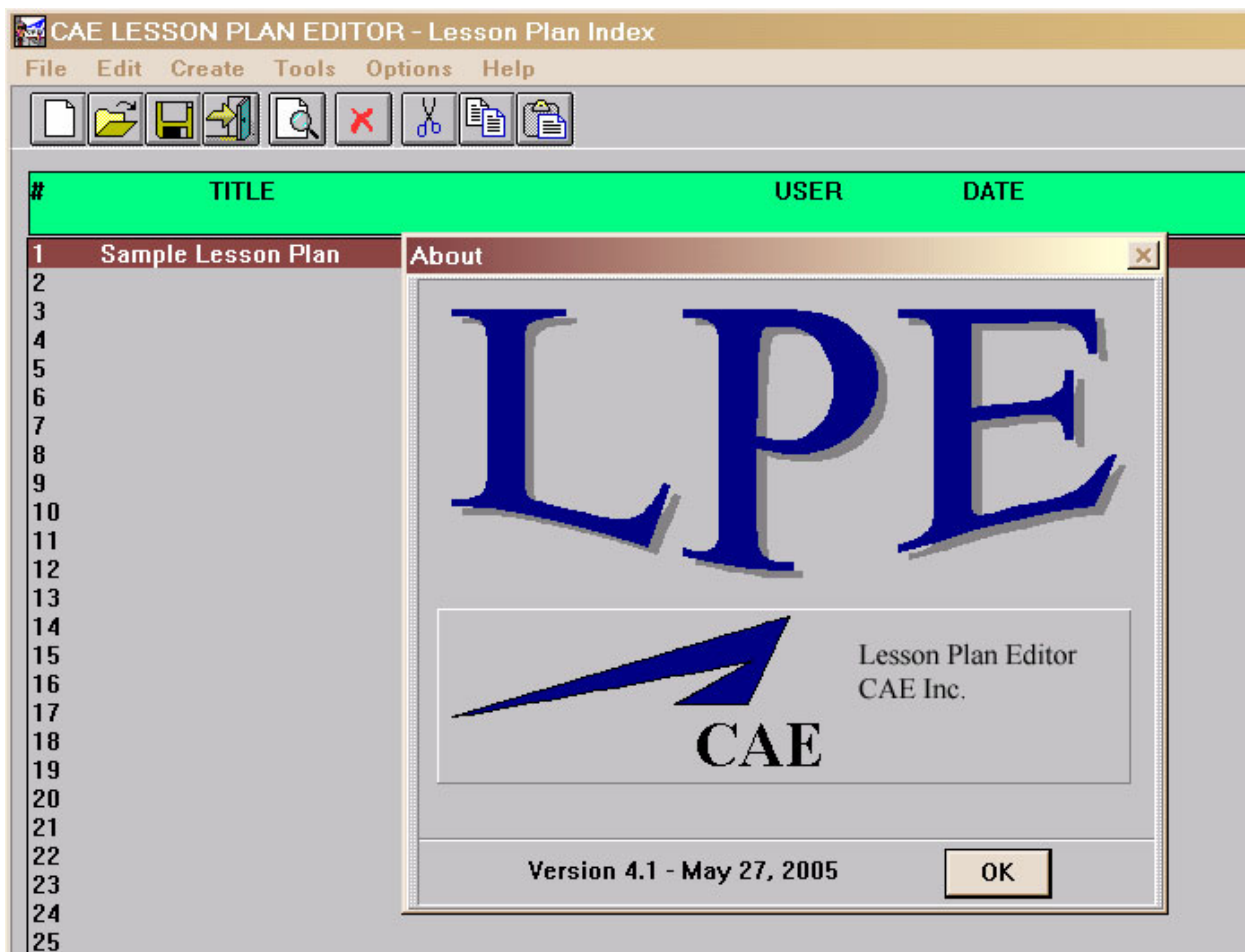 CAE LESSON PLAN EDITOR - Lesson Plan Index
File Edit Create Tools Options Help
# TITLE USER DATE
1 Sample Lesson Plan
About
2
3
4
5
6
7
8
9
10
11
12
13
14
15
16
17
18
19
20
21
22
23
24
25
LPE
Lesson Plan Editor
CAE Inc.
CAE
Version 4.1 - May 27, 2005
OK